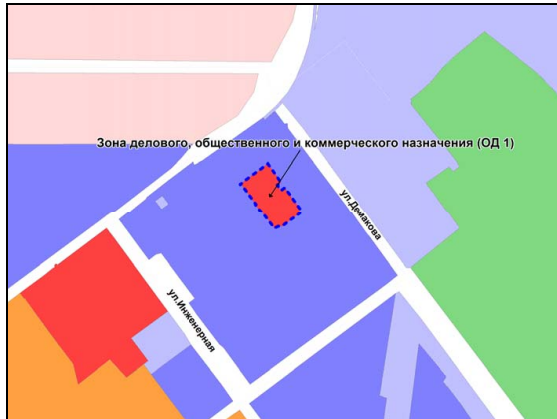 Зона делового, общественного и коммерческого назначения (ОД 1)
ул.Демакова
ул.Инженерная